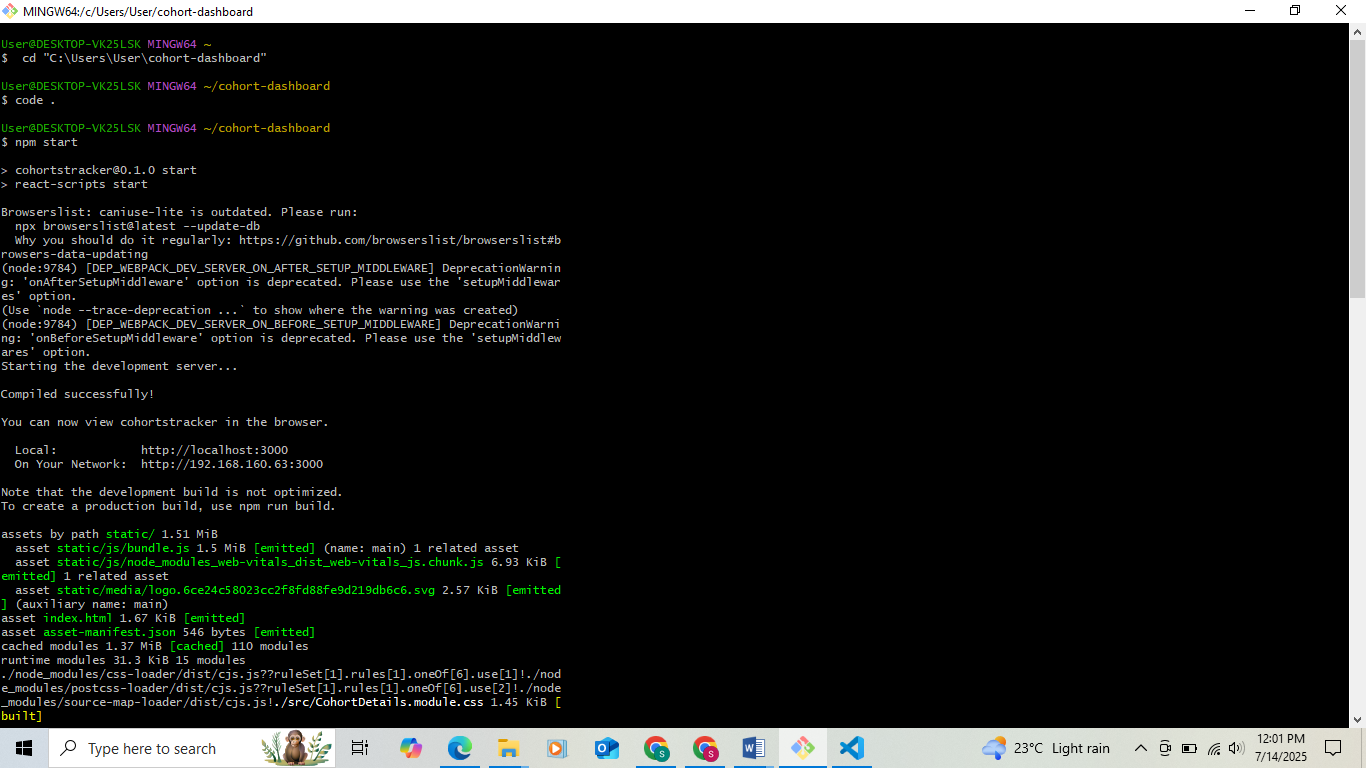 MINGW64:/c/Users/User/cohort-dashboard
User@DESKTOP-VK25LSK MINGW64 ~
$  cd "C:\Users\User\cohort-dashboard"
User@DESKTOP-VK25LSK MINGW64 ~/cohort-dashboard
$ code .
User@DESKTOP-VK25LSK MINGW64 ~/cohort-dashboard
$ npm start
> cohortstracker@0.1.0 start
> react-scripts start
Browserslist: caniuse-lite is outdated. Please run:
  npx browserslist@latest --update-db
  Why you should do it regularly: https://github.com/browserslist/browserslist#b
rowsers-data-updating
(node:9784) [DEP_WEBPACK_DEV_SERVER_ON_AFTER_SETUP_MIDDLEWARE] DeprecationWarnin
g: 'onAfterSetupMiddleware' option is deprecated. Please use the 'setupMiddlewar
es' option.
(Use `node --trace-deprecation ...` to show where the warning was created)
(node:9784) [DEP_WEBPACK_DEV_SERVER_ON_BEFORE_SETUP_MIDDLEWARE] DeprecationWarni
ng: 'onBeforeSetupMiddleware' option is deprecated. Please use the 'setupMiddlew
ares' option.
Starting the development server...
Compiled successfully!
You can now view cohortstracker in the browser.
  Local:            http://localhost:3000
  On Your Network:  http://192.168.160.63:3000
Note that the development build is not optimized.
To create a production build, use npm run build.
assets by path static/ 1.51 MiB
  asset static/js/bundle.js 1.5 MiB [emitted] (name: main) 1 related asset
  asset static/js/node_modules_web-vitals_dist_web-vitals_js.chunk.js 6.93 KiB [
emitted] 1 related asset
  asset static/media/logo.6ce24c58023cc2f8fd88fe9d219db6c6.svg 2.57 KiB [emitted
] (auxiliary name: main)
asset index.html 1.67 KiB [emitted]
asset asset-manifest.json 546 bytes [emitted]
cached modules 1.37 MiB [cached] 110 modules
runtime modules 31.3 KiB 15 modules
./node_modules/css-loader/dist/cjs.js??ruleSet[1].rules[1].oneOf[6].use[1]!./nod
e_modules/postcss-loader/dist/cjs.js??ruleSet[1].rules[1].oneOf[6].use[2]!./node
_modules/source-map-loader/dist/cjs.js!./src/CohortDetails.module.css 1.45 KiB [
built]
Type here to search
23°C Light rain
12:01 PM
7/14/2025